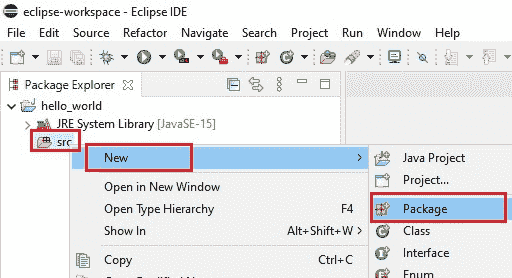 eclipse-workspace - Eclipse IDE
File Edit Source Refactor Navigate Search Project Run Window Help
Package Explorer
hello_world
JRE System Library [JavaSE-15]
src
New
Open in New Window
Open Type Hierarchy F4
Show In Alt+Shift+W
Copy Ctrl+C
Java Project
Project...
Package
Class
Interface
Enum